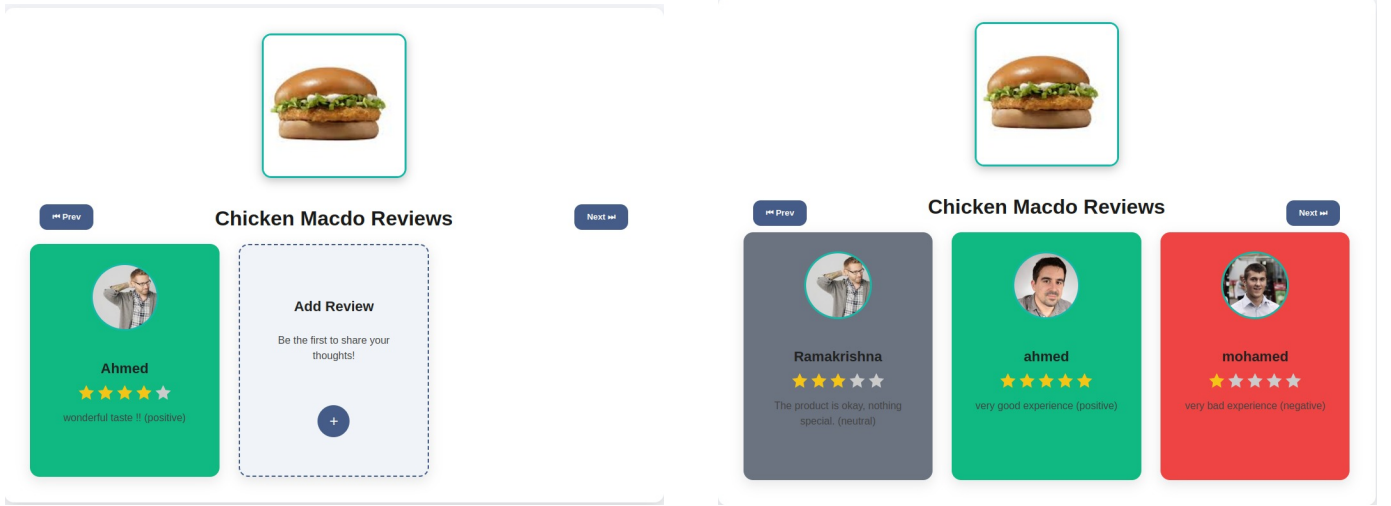 ⏮ Prev
Chicken Macdo Reviews
Next ⏭
Ahmed
wonderful taste !! (positive)
Add Review
Be the first to share your
thoughts!
+
⏮ Prev
Chicken Macdo Reviews
Next ⏭
Ramakrishna
The product is okay, nothing
special. (neutral)
ahmed
very good experience (positive)
mohamed
very bad experience (negative)